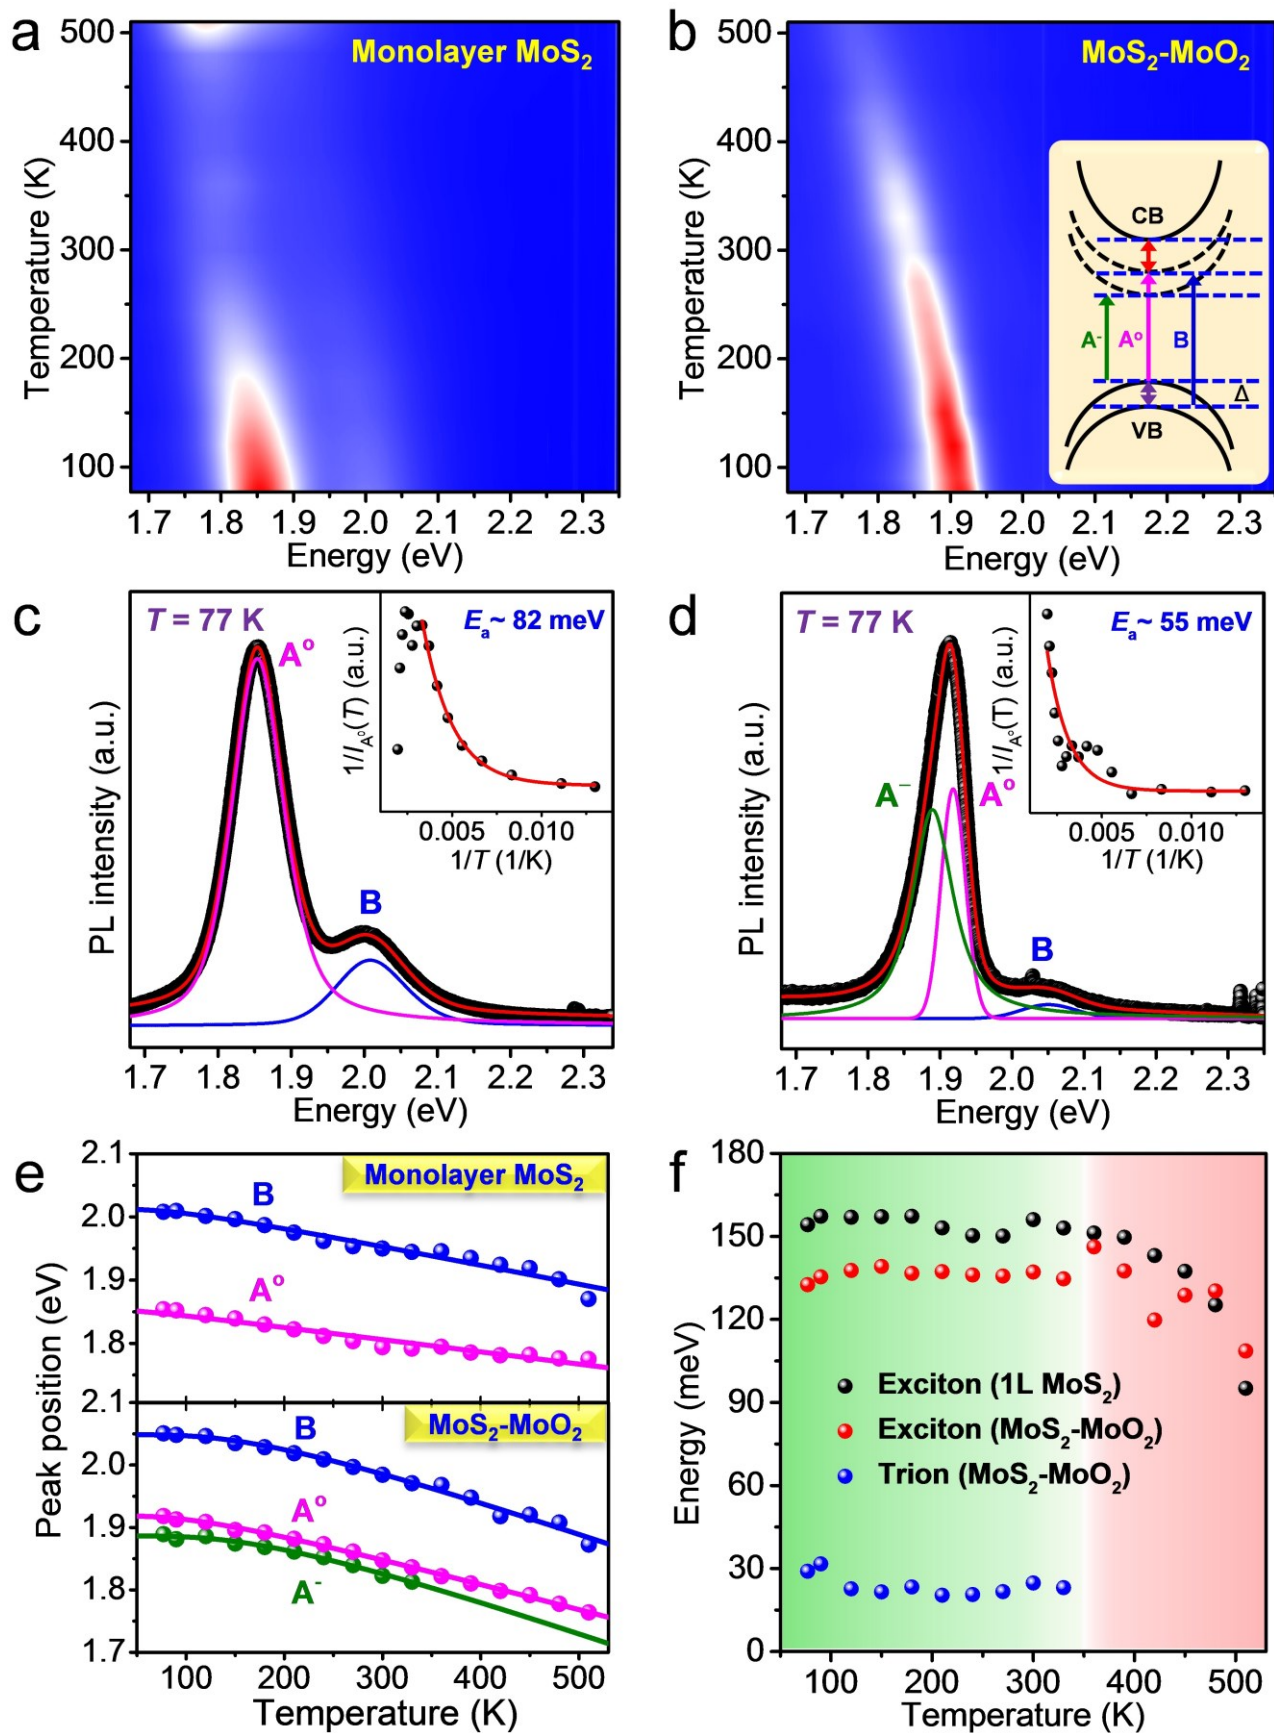 a
Monolayer MoS₂
500
400
300
200
100
Temperature (K)
1.7 1.8 1.9 2.0 2.1 2.2 2.3
Energy (eV)
b
MoS₂-MoO₂
500
400
300
200
100
Temperature (K)
CB
A⁻ A⁰ B
Δ
VB
1.7 1.8 1.9 2.0 2.1 2.2 2.3
Energy (eV)
c
T = 77 K
A⁰
B
PL intensity (a.u.)
Eₐ~ 82 meV
1/I_A⁰(T) (a.u.)
0.005 0.010
1/T (1/K)
1.7 1.8 1.9 2.0 2.1 2.2 2.3
Energy (eV)
d
T = 77 K
A⁻ A⁰
B
PL intensity (a.u.)
Eₐ~ 55 meV
1/I_A⁰(T) (a.u.)
0.005 0.010
1/T (1/K)
1.7 1.8 1.9 2.0 2.1 2.2 2.3
Energy (eV)
e
Monolayer MoS₂
B
A⁰
2.1
2.0
1.9
1.8
2.1
2.0
1.9
1.8
1.7
Peak position (eV)
MoS₂-MoO₂
B
A⁰
A⁻
100 200 300 400 500
Temperature (K)
f
180
150
120
90
60
30
0
Energy (meV)
Exciton (1L MoS₂)
Exciton (MoS₂-MoO₂)
Trion (MoS₂-MoO₂)
100 200 300 400 500
Temperature (K)